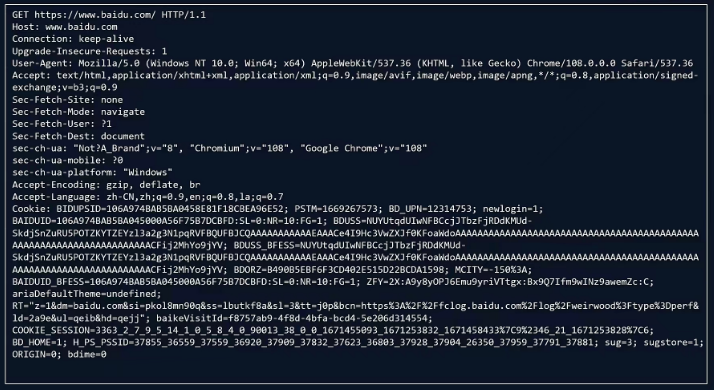 GET https://www.baidu.com/ HTTP/1.1
Host: www.baidu.com
Connection: keep-alive
Upgrade-Insecure-Requests: 1
User-Agent: Mozilla/5.0 (Windows NT 10.0; Win64; x64) AppleWebKit/537.36 (KHTML, like Gecko) Chrome/108.0.0.0 Safari/537.36
Accept: text/html,application/xhtml+xml,application/xml;q=0.9,image/avif,image/webp,image/apng,*/*;q=0.8,application/signed-
exchange;v=b3;q=0.9
Sec-Fetch-Site: none
Sec-Fetch-Mode: navigate
Sec-Fetch-User: ?1
Sec-Fetch-Dest: document
sec-ch-ua: "Not?A_Brand";v="8", "Chromium";v="108", "Google Chrome";v="108"
sec-ch-ua-mobile: ?0
sec-ch-ua-platform: "Windows"
Accept-Encoding: gzip, deflate, br
Accept-Language: zh-CN,zh;q=0.9,en;q=0.8,la;q=0.7
Cookie: BIDUPSID=106A974BAB5BA0458E81F18CBEA96E52; PSTM=1669267573; BD_UPN=12314753; newlogin=1;
BAIDUID=106A974BAB5BA045000A56F75B7DCBFD:SL=0:NR=10:FG=1; BDUSS=NUYUtqdUIwNFBCcjJTbzFjRDdKMUd-
SkdjSnZuRU5POTZKYTZEYzl3a2g3N1pqRVFBQUFBJCQAAAAAAAAAAAEAAACe4I9Hc3VwZXJf0KFoaWdoAAAAAAAAAAAAAAAAAAAAAAAAAAAAAAAAA
AAAAAAAAAAAAAAAAAAAAAAAAAACFij2MhYo9jYV; BDUSS_BFESS=NUYUtqdUIwNFBCcjJTbzFjRDdKMUd-
SkdjSnZuRU5POTZKYTZEYzl3a2g3N1pqRVFBQUFBJCQAAAAAAAAAAAEAAACe4I9Hc3VwZXJf0KFoaWdoAAAAAAAAAAAAAAAAAAAAAAAAAAAAAAAAA
AAAAAAAAAAAAAAAAAAAAAAAAAACFij2MhYo9jYV; BDORZ=B490B5EBF6F3CD402E515D22BCDA1598; MCITY=-150%3A;
BAIDUID_BFESS=106A974BAB5BA045000A56F75B7DCBFD:SL=0:NR=10:FG=1; ZFY=2X:A9y8yOPJ6Emu9yriVTtgx:Bx9Q7Ifm9wINz9awemZc:C;
ariaDefaultTheme=undefined;
RT="z=1&dm=baidu.com&si=pkol8mn90q&ss=lbutkf8a&sl=3&tt=j0p&bcn=https%3A%2F%2Ffclog.baidu.com%2Flog%2Fweirwood%3Ftype%3Dperf&
ld=2a9e&ul=qeib&hd=qejj"; baikeVisitId=f8757ab9-4f8d-4bfa-bcd4-5e206d314554;
COOKIE_SESSION=3363_2_7_9_5_14_1_0_5_8_4_0_90013_38_0_0_1671455093_1671253832_1671458433%7C9%2346_21_1671253828%7C6;
BD_HOME=1; H_PS_PSSID=37855_36559_37559_36920_37909_37832_37623_36803_37928_37904_26350_37959_37791_37881; sug=3; sugstore=1;
ORIGIN=0; bdime=0